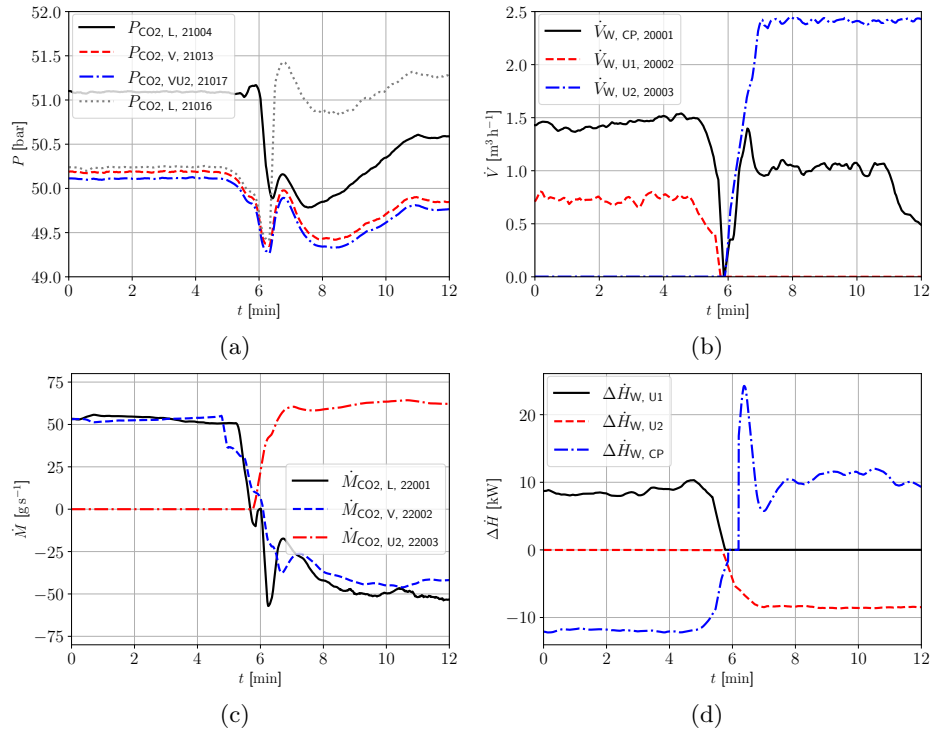 52.0
51.5
51.0
50.5
50.0
49.5
49.0
P [bar]
P_CO2, L, 21004
P_CO2, V, 21013
P_CO2, VU2, 21017
P_CO2, L, 21016
0 2 4 6 8 10 12
t [min]
(a)
2.5
2.0
1.5
1.0
0.5
0.0
V̇ [m³ h⁻¹]
V̇_W, CP, 20001
V̇_W, U1, 20002
V̇_W, U2, 20003
0 2 4 6 8 10 12
t [min]
(b)
75
50
25
0
−25
−50
−75
Ṁ [g s⁻¹]
Ṁ_CO2, L, 22001
Ṁ_CO2, V, 22002
Ṁ_CO2, U2, 22003
0 2 4 6 8 10 12
t [min]
(c)
20
10
0
−10
ΔḢ [kW]
ΔḢ_W, U1
ΔḢ_W, U2
ΔḢ_W, CP
0 2 4 6 8 10 12
t [min]
(d)